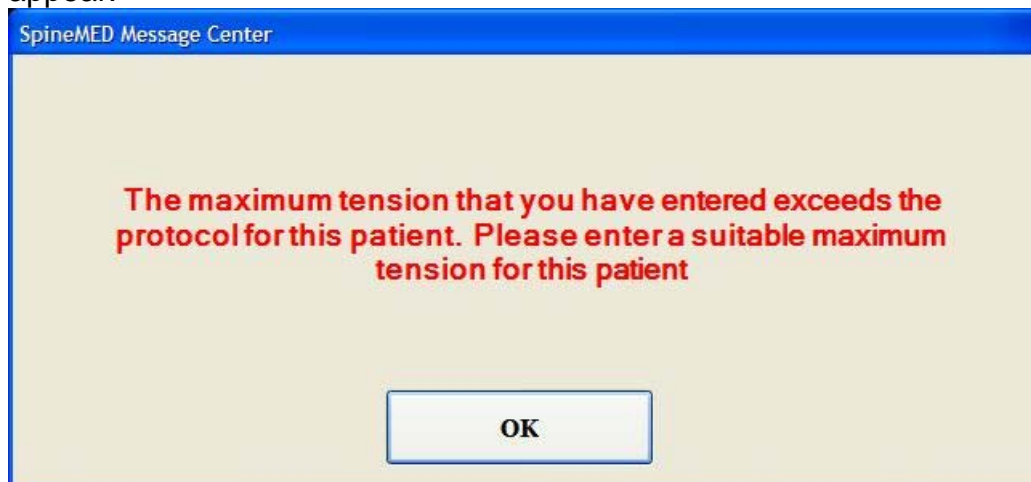 appear:
SpineMED Message Center
The maximum tension that you have entered exceeds the
protocol for this patient. Please enter a suitable maximum
tension for this patient
OK